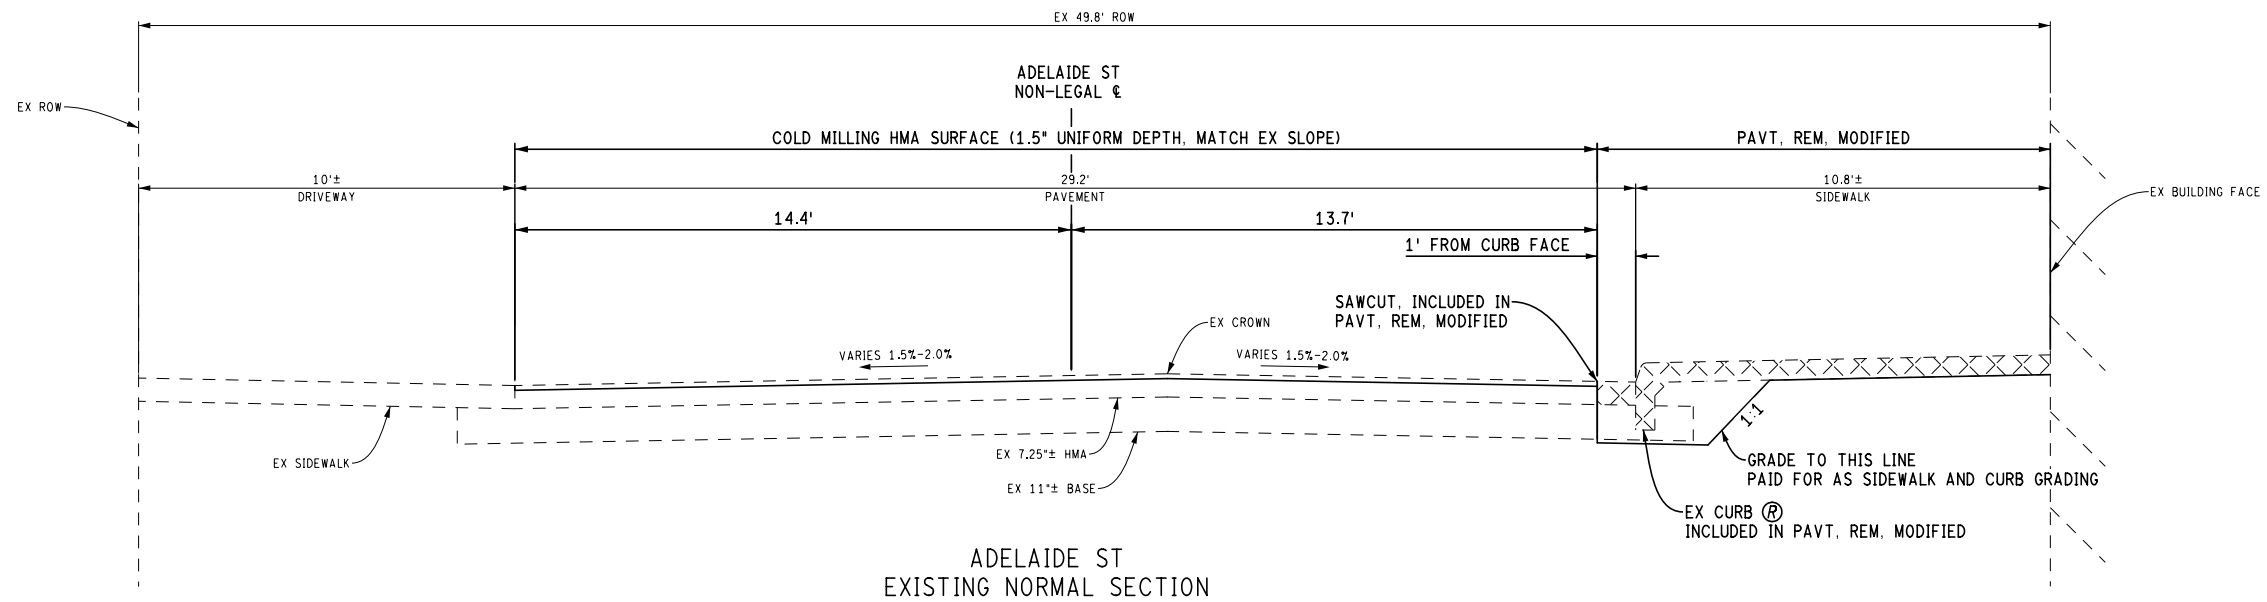 EX 49.8' ROW
ADELAIDE ST
NON-LEGAL ℄
EX ROW
COLD MILLING HMA SURFACE (1.5" UNIFORM DEPTH, MATCH EX SLOPE)
PAVT, REM, MODIFIED
10'±
DRIVEWAY
29.2'
PAVEMENT
10.8'±
SIDEWALK
EX BUILDING FACE
14.4'
13.7'
1' FROM CURB FACE
SAWCUT, INCLUDED IN
PAVT, REM, MODIFIED
EX CROWN
VARIES 1.5%-2.0%
VARIES 1.5%-2.0%
1:1
EX SIDEWALK
EX 7.25"± HMA
EX 11"± BASE
GRADE TO THIS LINE
PAID FOR AS SIDEWALK AND CURB GRADING
EX CURB Ⓡ
INCLUDED IN PAVT, REM, MODIFIED
ADELAIDE ST
EXISTING NORMAL SECTION